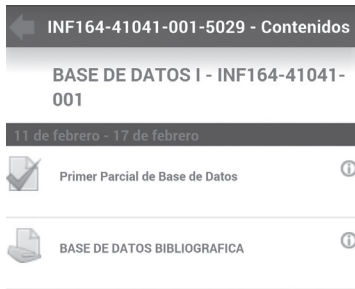 INF164-41041-001-5029 - Contenidos
BASE DE DATOS I - INF164-41041-
001
11 de febrero - 17 de febrero
Primer Parcial de Base de Datos
BASE DE DATOS BIBLIOGRAFICA